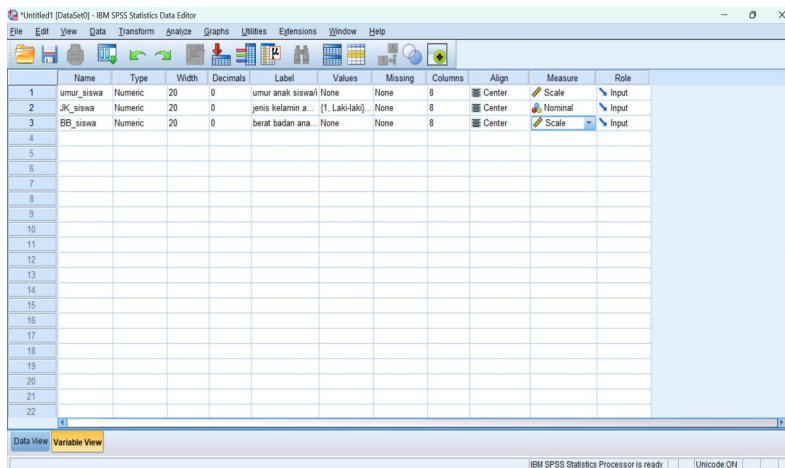 *Untitled1 [DataSet0] - IBM SPSS Statistics Data Editor
File Edit View Data Transform Analyze Graphs Utilities Extensions Window Help
Name Type Width Decimals Label Values Missing Columns Align Measure Role
1 umur_siswa Numeric 20 0 umur anak siswa/i None None 8 Center Scale Input
2 JK_siswa Numeric 20 0 jenis kelamin a... {1, Laki-laki}... None 8 Center Nominal Input
3 BB_siswa Numeric 20 0 berat badan ana... None None 8 Center Scale Input
4
5
6
7
8
9
10
11
12
13
14
15
16
17
18
19
20
21
22
Data View Variable View
IBM SPSS Statistics Processor is ready Unicode:ON